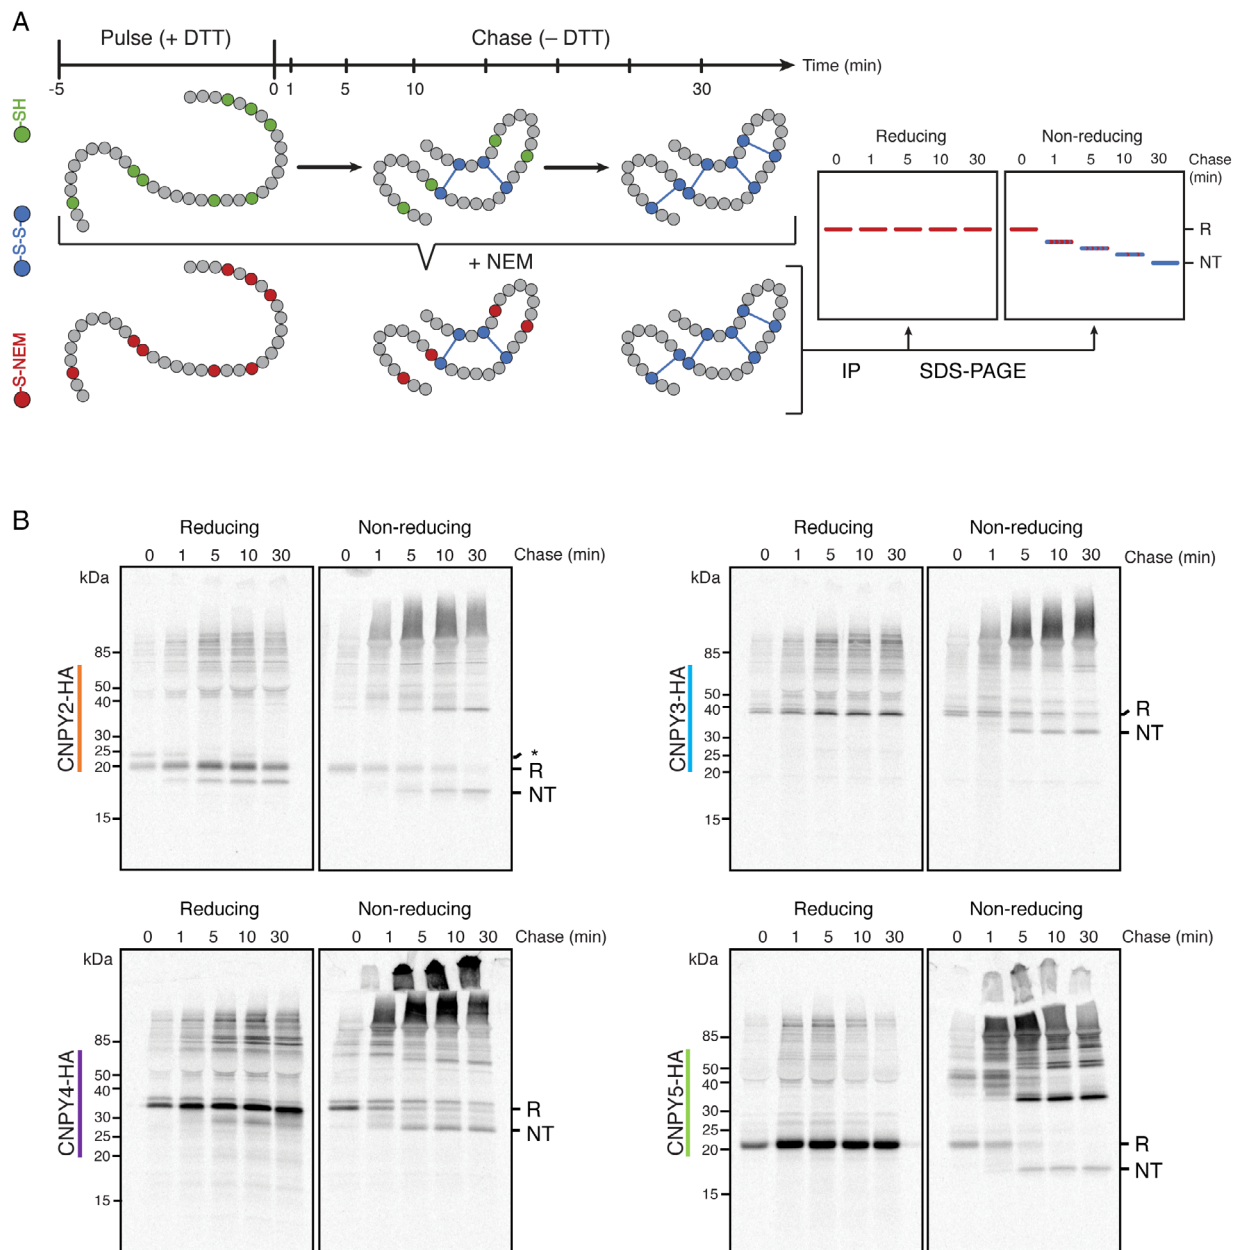 A
Pulse (+ DTT)
Chase (– DTT)
Time (min)
-5
0 1 5 10 30
-SH
-S-S-
-S-NEM
+ NEM
Reducing
Non-reducing
0 1 5 10 30
0 1 5 10 30
Chase
(min)
R
NT
IP
SDS-PAGE
B
Reducing
Non-reducing
0 1 5 10 30
0 1 5 10 30
Chase (min)
kDa
85
50
40
30
25
20
15
CNPY2-HA
*
R
NT
Reducing
Non-reducing
0 1 5 10 30
0 1 5 10 30
Chase (min)
kDa
85
50
40
30
25
20
15
CNPY3-HA
R
NT
Reducing
Non-reducing
0 1 5 10 30
0 1 5 10 30
Chase (min)
kDa
85
50
40
30
25
20
15
CNPY4-HA
R
NT
Reducing
Non-reducing
0 1 5 10 30
0 1 5 10 30
Chase (min)
kDa
85
50
40
30
25
20
15
CNPY5-HA
R
NT